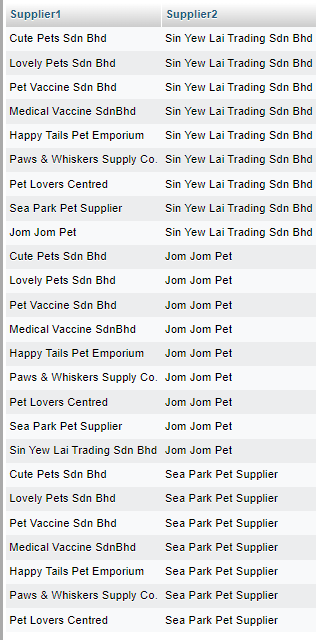 Supplier1 Supplier2
Cute Pets Sdn Bhd Sin Yew Lai Trading Sdn Bhd
Lovely Pets Sdn Bhd Sin Yew Lai Trading Sdn Bhd
Pet Vaccine Sdn Bhd Sin Yew Lai Trading Sdn Bhd
Medical Vaccine SdnBhd Sin Yew Lai Trading Sdn Bhd
Happy Tails Pet Emporium Sin Yew Lai Trading Sdn Bhd
Paws & Whiskers Supply Co. Sin Yew Lai Trading Sdn Bhd
Pet Lovers Centred Sin Yew Lai Trading Sdn Bhd
Sea Park Pet Supplier Sin Yew Lai Trading Sdn Bhd
Jom Jom Pet Sin Yew Lai Trading Sdn Bhd
Cute Pets Sdn Bhd Jom Jom Pet
Lovely Pets Sdn Bhd Jom Jom Pet
Pet Vaccine Sdn Bhd Jom Jom Pet
Medical Vaccine SdnBhd Jom Jom Pet
Happy Tails Pet Emporium Jom Jom Pet
Paws & Whiskers Supply Co. Jom Jom Pet
Pet Lovers Centred Jom Jom Pet
Sea Park Pet Supplier Jom Jom Pet
Sin Yew Lai Trading Sdn Bhd Jom Jom Pet
Cute Pets Sdn Bhd Sea Park Pet Supplier
Lovely Pets Sdn Bhd Sea Park Pet Supplier
Pet Vaccine Sdn Bhd Sea Park Pet Supplier
Medical Vaccine SdnBhd Sea Park Pet Supplier
Happy Tails Pet Emporium Sea Park Pet Supplier
Paws & Whiskers Supply Co. Sea Park Pet Supplier
Pet Lovers Centred Sea Park Pet Supplier